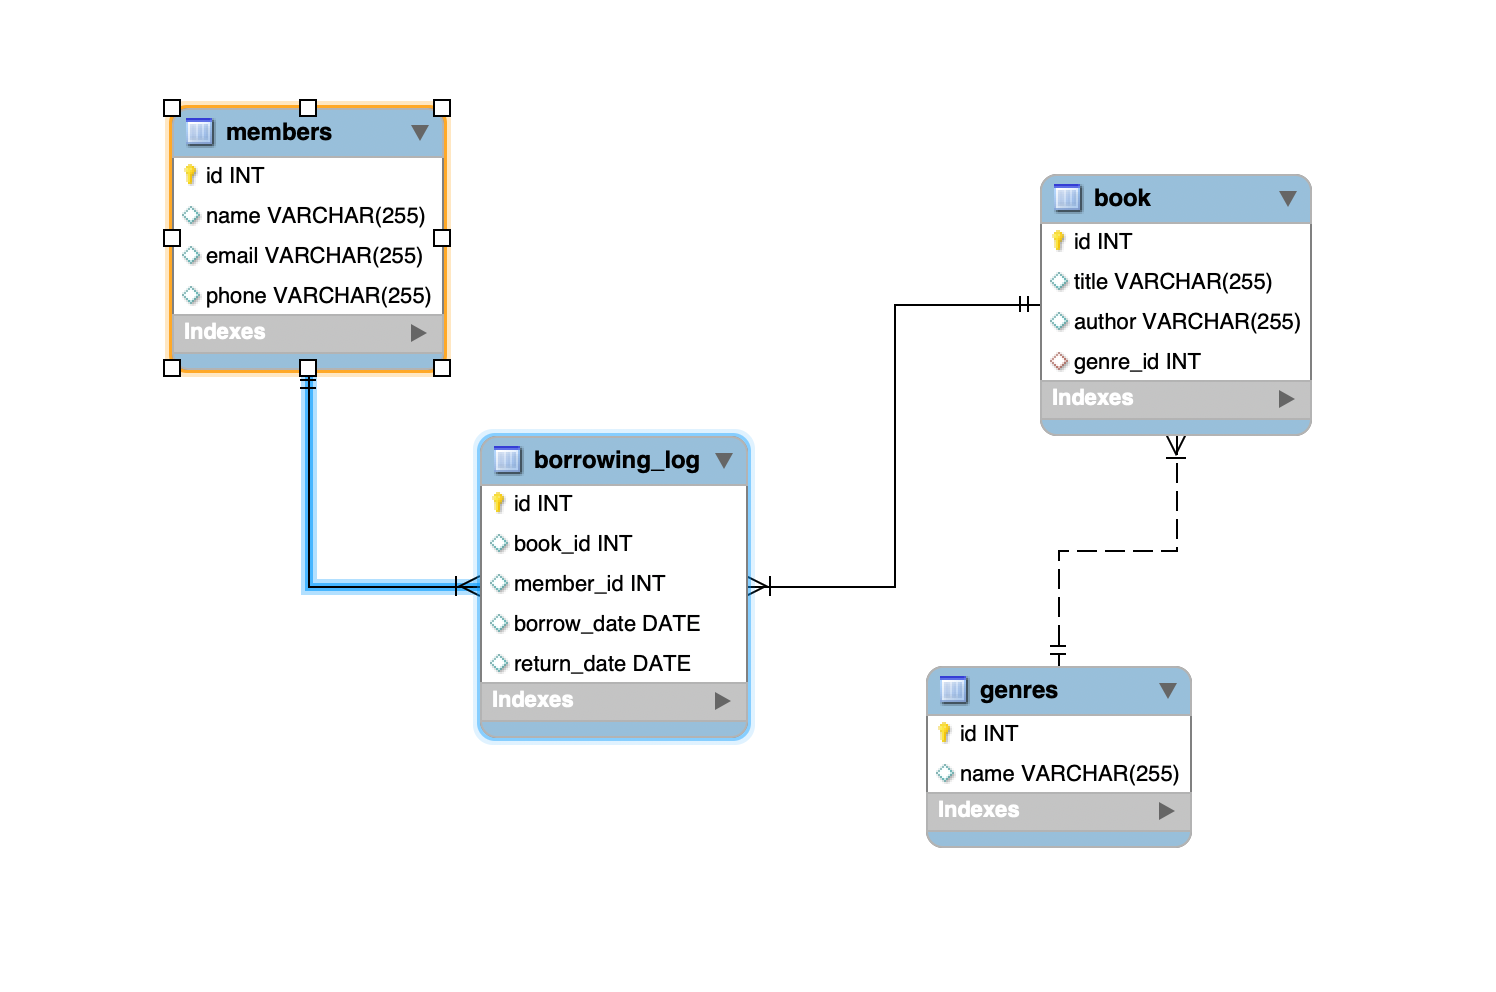 members
id INT
name VARCHAR(255)
email VARCHAR(255)
phone VARCHAR(255)
Indexes
book
id INT
title VARCHAR(255)
author VARCHAR(255)
genre_id INT
Indexes
borrowing_log
id INT
book_id INT
member_id INT
borrow_date DATE
return_date DATE
Indexes
genres
id INT
name VARCHAR(255)
Indexes